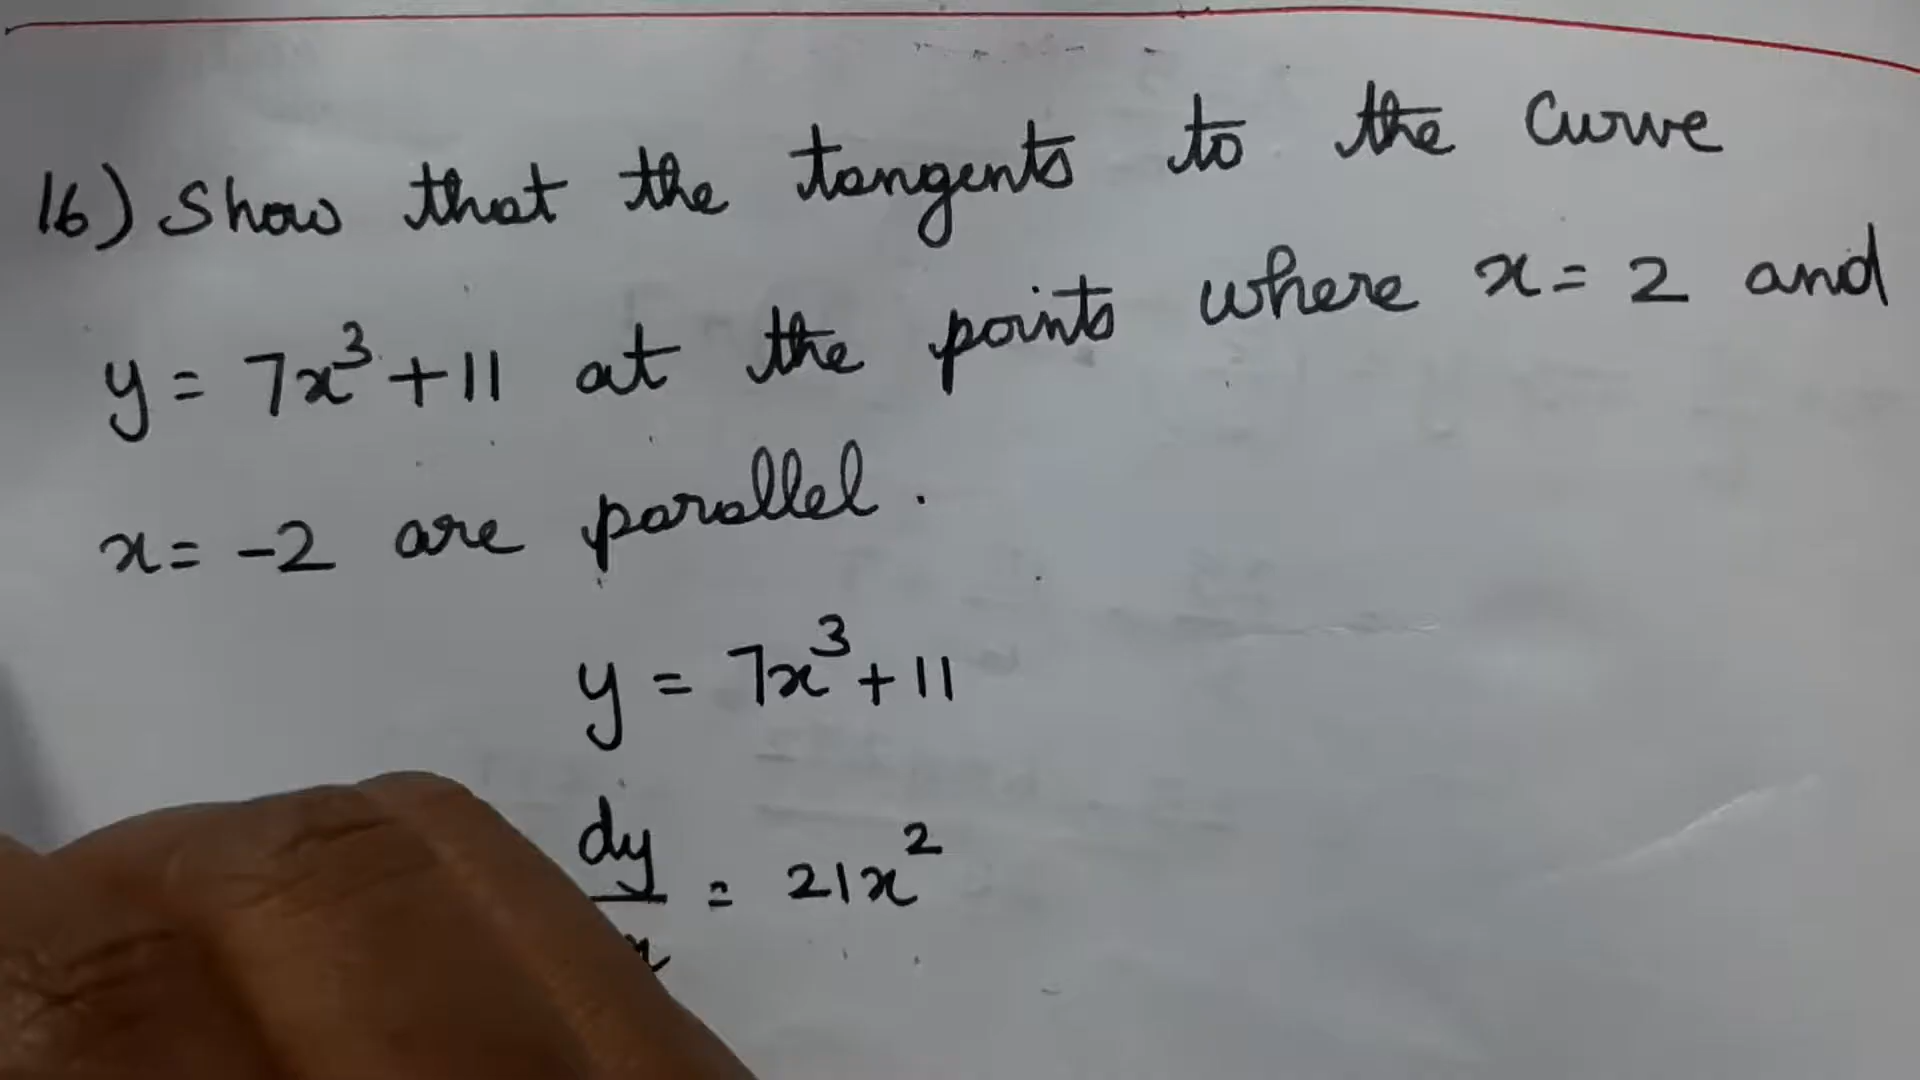 16) Show that the tangents to the curve
y = 7x³ + 11 at the points where x = 2 and
x = -2 are parallel.
y = 7x³ + 11
dy
= 21x²
x